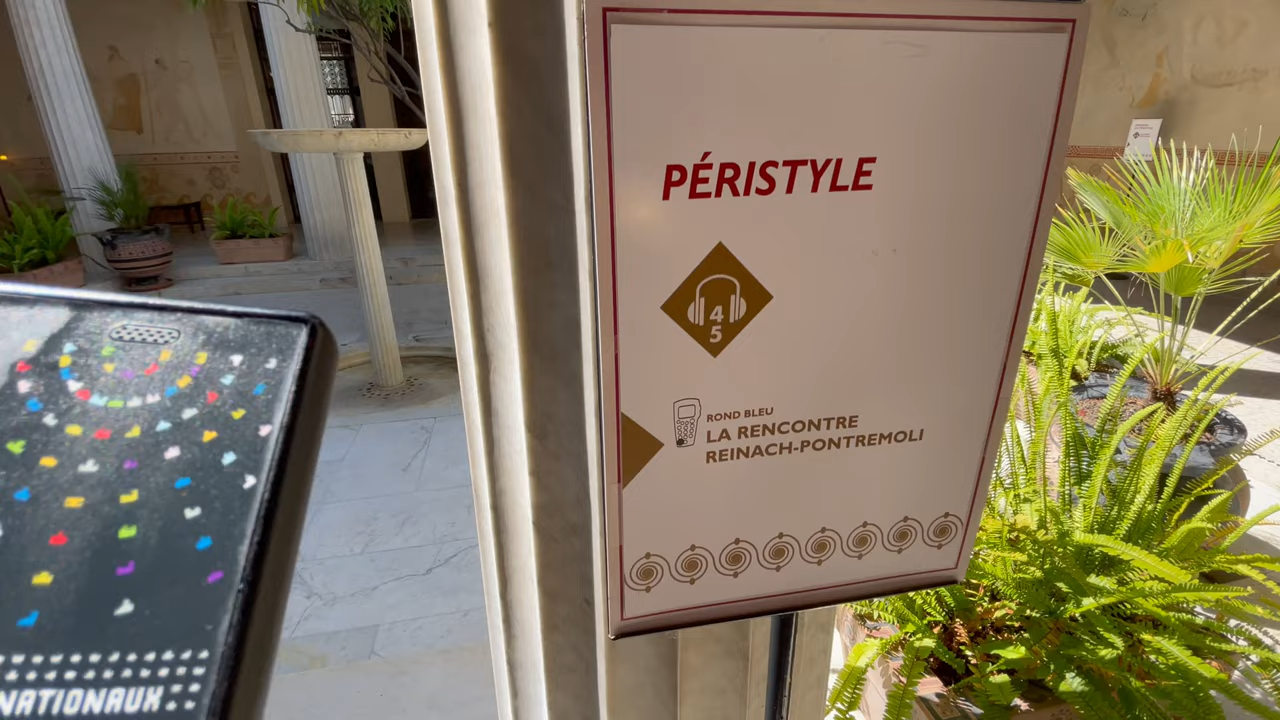 PÉRISTYLE
4
5
ROND BLEU
LA RENCONTRE
REINACH-PONTREMOLI
NATIONAUX